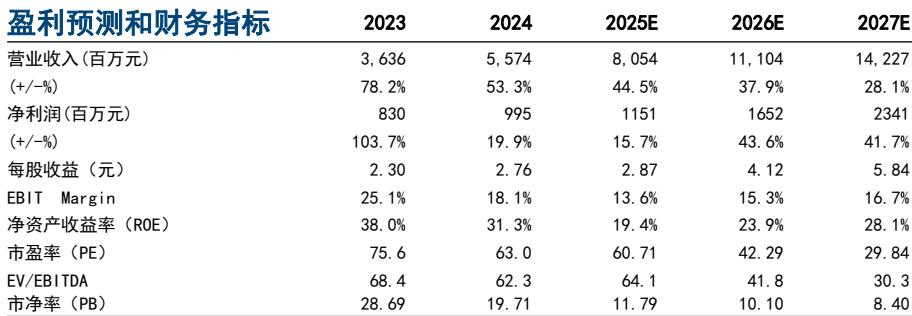 盈利预测和财务指标 2023 2024 2025E 2026E 2027E
营业收入(百万元) 3,636 5,574 8,054 11,104 14,227
(+/-%) 78.2% 53.3% 44.5% 37.9% 28.1%
净利润(百万元) 830 995 1151 1652 2341
(+/-%) 103.7% 19.9% 15.7% 43.6% 41.7%
每股收益（元） 2.30 2.76 2.87 4.12 5.84
EBIT Margin 25.1% 18.1% 13.6% 15.3% 16.7%
净资产收益率（ROE） 38.0% 31.3% 19.4% 23.9% 28.1%
市盈率（PE） 75.6 63.0 60.71 42.29 29.84
EV/EBITDA 68.4 62.3 64.1 41.8 30.3
市净率（PB） 28.69 19.71 11.79 10.10 8.40